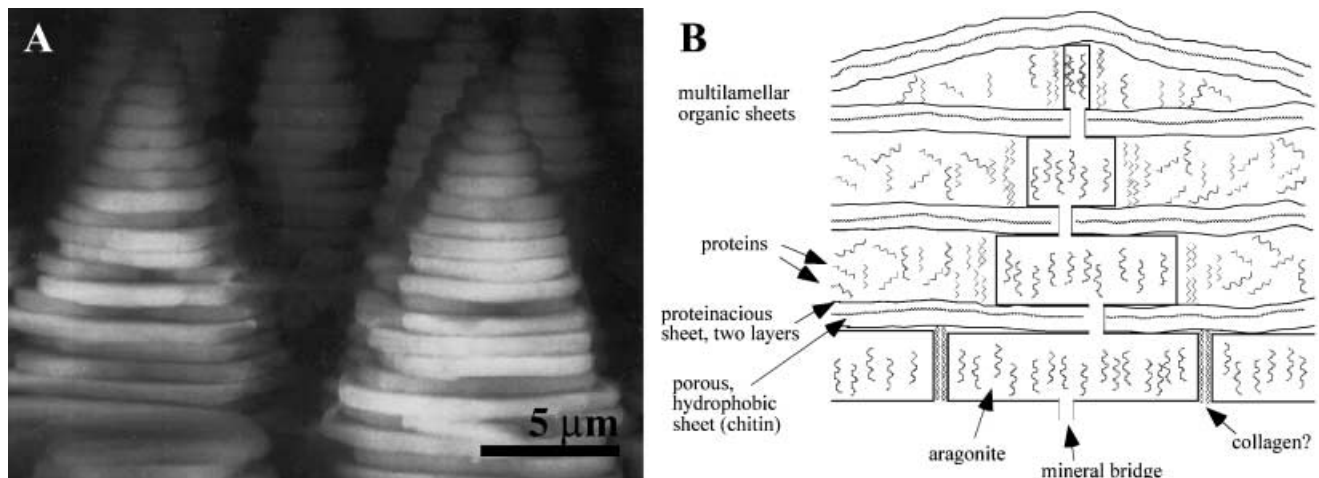 A
5 μm
B
multilamellar
organic sheets
proteins
proteinacious
sheet, two layers
porous,
hydrophobic
sheet (chitin)
aragonite
mineral bridge
collagen?